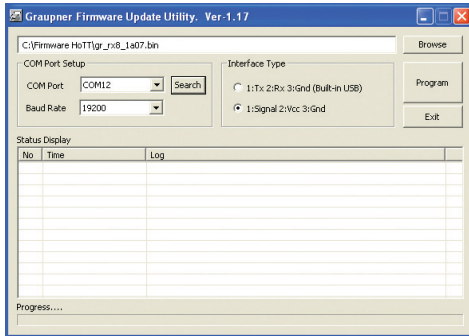 Graupner Firmware Update Utility. Ver-1.17
C:\Firmware HoTT\gr_rx8_1a07.bin
Browse
COM Port Setup
Interface Type
COM Port
COM12
Search
1:Tx 2:Rx 3:Gnd (Built-in USB)
Program
Baud Rate
19200
1:Signal 2:Vcc 3:Gnd
Exit
Status Display
No Time Log
Progress....